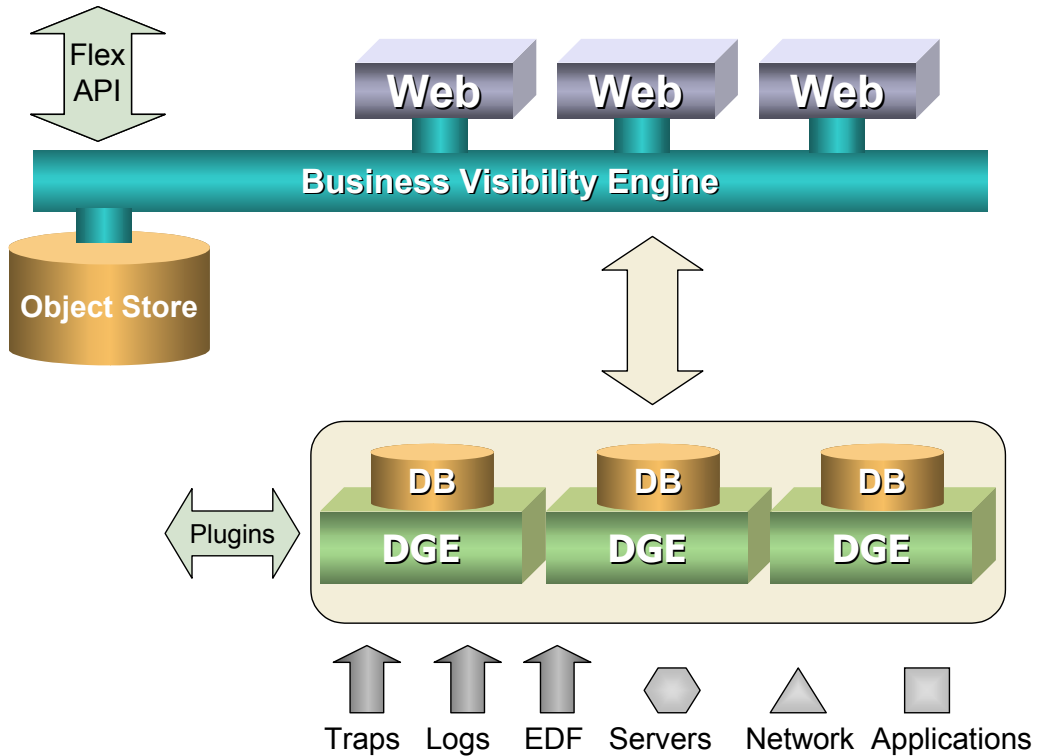 Flex
API
Web
Web
Web
Business Visibility Engine
Object Store
DB
DB
DB
Plugins
DGE
DGE
DGE
Traps
Logs
EDF
Servers
Network
Applications